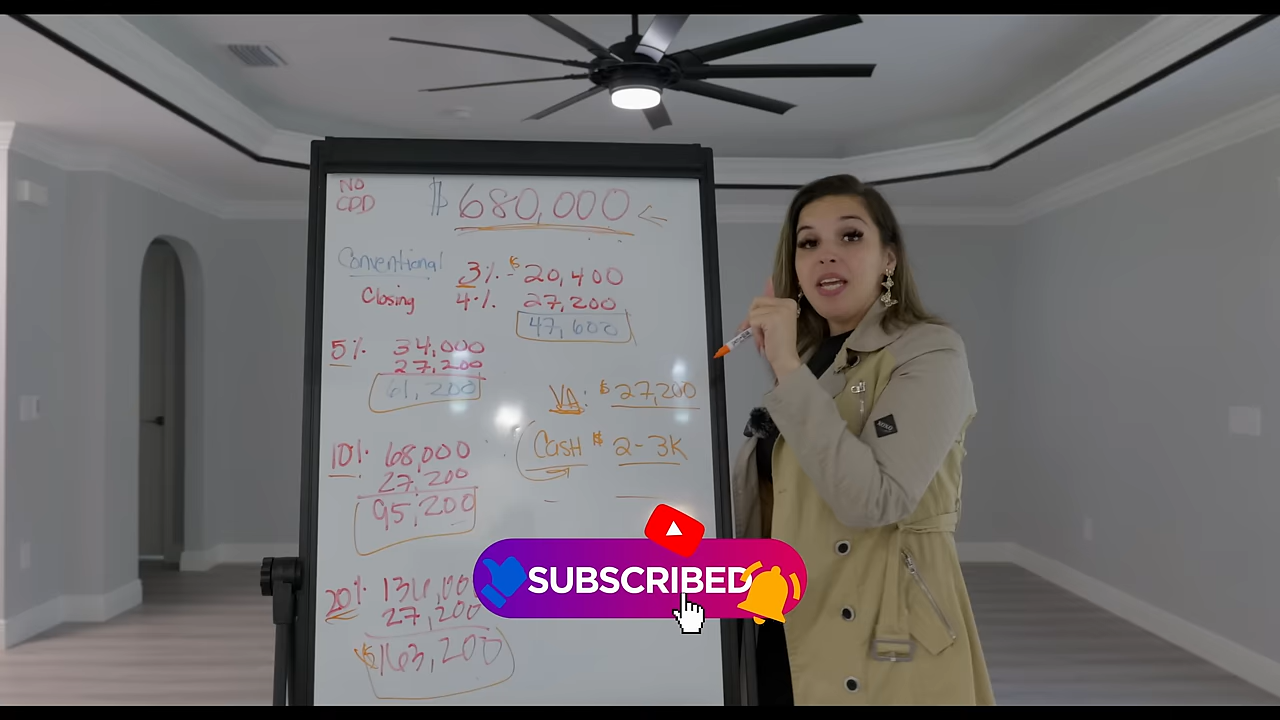 NO
CDD
$ 680,000 ←
Conventional 3% - $ 20,400
Closing 4% 27,200
47,600
5% 34,000
27,200
61,200
VA: $ 27,200
Cash $ 2-3K
10% 68,000
27,200
95,200
SUBSCRIBED
20%
27,200
$ 163,200